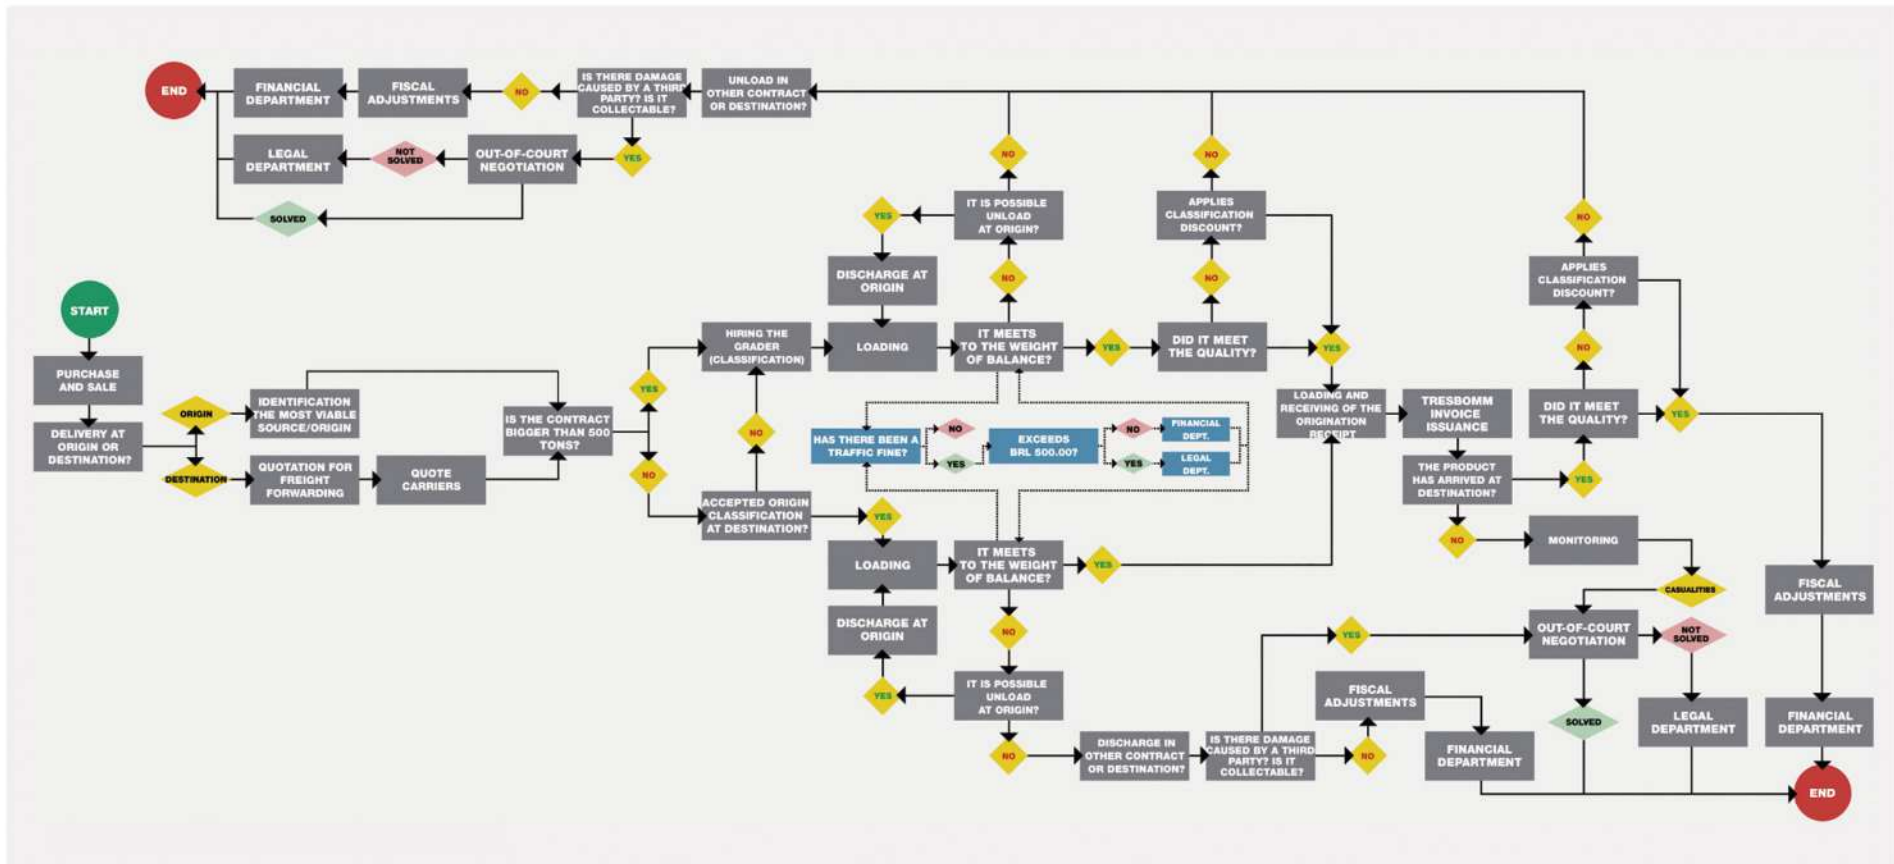 END
FINANCIAL
DEPARTMENT
FISCAL
ADJUSTMENTS
NO
IS THERE DAMAGE
CAUSED BY A THIRD
PARTY? IS IT
COLLECTABLE?
UNLOAD IN
OTHER CONTRACT
OR DESTINATION?
LEGAL
DEPARTMENT
NOT
SOLVED
OUT-OF-COURT
NEGOTIATION
YES
SOLVED
START
PURCHASE
AND SALE
DELIVERY AT
ORIGIN OR
DESTINATION?
ORIGIN
DESTINATION
IDENTIFICATION
THE MOST VIABLE
SOURCE/ORIGIN
QUOTATION FOR
FREIGHT
FORWARDING
QUOTE
CARRIERS
IS THE CONTRACT
BIGGER THAN 500
TONS?
YES
NO
HIRING THE
GRADER
(CLASSIFICATION)
NO
ACCEPTED ORIGIN
CLASSIFICATION
AT DESTINATION?
YES
NO
IT IS POSSIBLE
UNLOAD
AT ORIGIN?
YES
DISCHARGE AT
ORIGIN
NO
LOADING
IT MEETS
TO THE WEIGHT
OF BALANCE?
YES
NO
APPLIES
CLASSIFICATION
DISCOUNT?
NO
DID IT MEET
THE QUALITY?
YES
HAS THERE BEEN A
TRAFFIC FINE?
NO
YES
EXCEEDS
BRL 500.00?
NO
YES
FINANCIAL
DEPT.
LEGAL
DEPT.
LOADING
IT MEETS
TO THE WEIGHT
OF BALANCE?
YES
DISCHARGE AT
ORIGIN
NO
YES
IT IS POSSIBLE
UNLOAD
AT ORIGIN?
NO
DISCHARGE IN
OTHER CONTRACT
OR DESTINATION?
IS THERE DAMAGE
CAUSED BY A THIRD
PARTY? IS IT
COLLECTABLE?
YES
NO
FISCAL
ADJUSTMENTS
FINANCIAL
DEPARTMENT
LOADING AND
RECEIVING OF THE
ORIGINATION
RECEIPT
TRESBOMM
INVOICE
ISSUANCE
THE PRODUCT
HAS ARRIVED AT
DESTINATION?
YES
NO
NO
APPLIES
CLASSIFICATION
DISCOUNT?
NO
DID IT MEET
THE QUALITY?
YES
MONITORING
CASUALITIES
OUT-OF-COURT
NEGOTIATION
NOT
SOLVED
SOLVED
LEGAL
DEPARTMENT
FISCAL
ADJUSTMENTS
FINANCIAL
DEPARTMENT
END